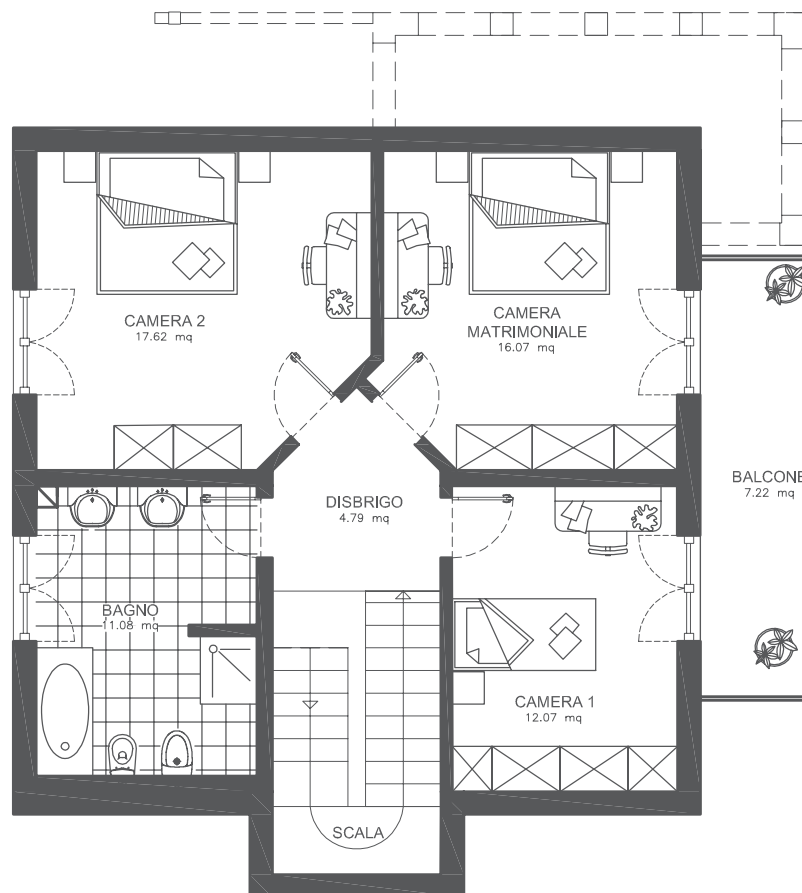 CAMERA 2
17.62 mq
CAMERA
MATRIMONIALE
16.07 mq
DISBRIGO
4.79 mq
BALCONE
7.22 mq
BAGNO
11.08 mq
CAMERA 1
12.07 mq
SCALA